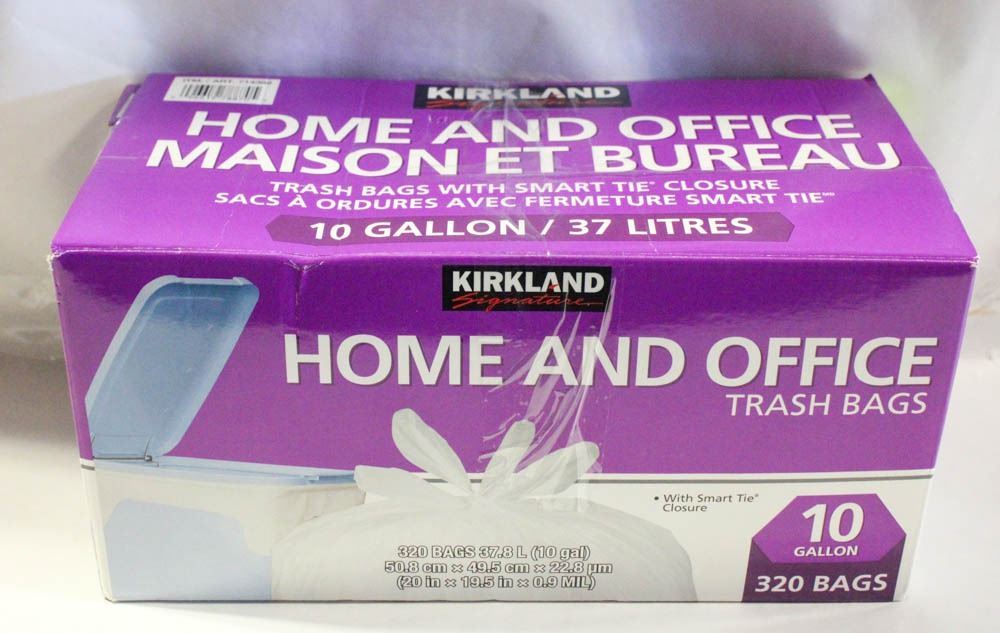 KIRKLAND
Signature
HOME AND OFFICE
MAISON ET BUREAU
TRASH BAGS WITH SMART TIE® CLOSURE
SACS À ORDURES AVEC FERMETURE SMART TIE
10 GALLON / 37 LITRES
KIRKLAND
Signature
HOME AND OFFICE
TRASH BAGS
• With Smart Tie®
Closure
10
GALLON
320 BAGS
320 BAGS 37.8 L (10 gal)
50.8 cm x 49.5 cm x 22.8 µm
(20 in x 19.5 in x 0.9 MIL)